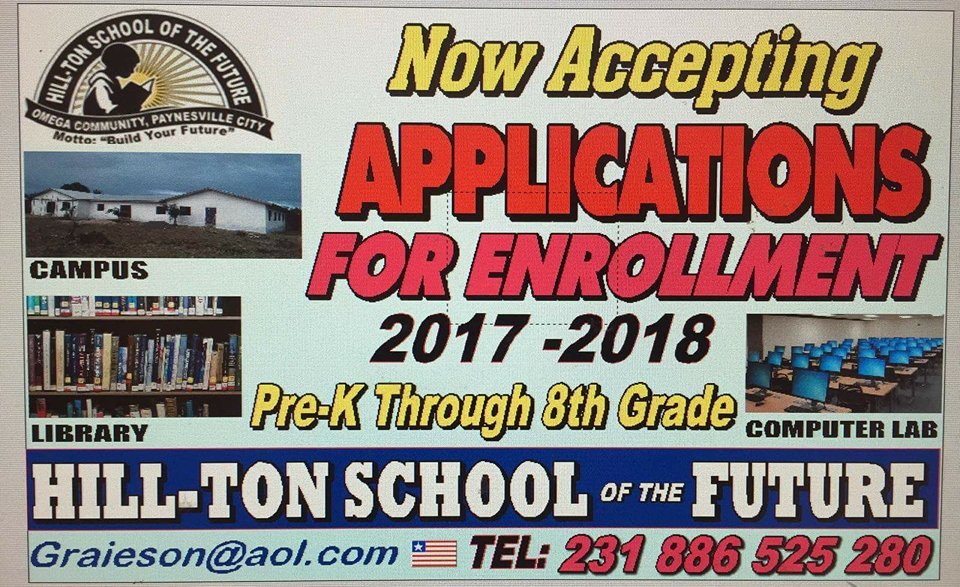 HILL-TON SCHOOL OF THE FUTURE
OMEGA COMMUNITY, PAYNESVILLE CITY
Motto: "Build Your Future"
Now Accepting
APPLICATIONS
FOR ENROLLMENT
2017 -2018
Pre-K Through 8th Grade
CAMPUS
LIBRARY
COMPUTER LAB
HILL-TON SCHOOL OF THE FUTURE
Graieson@aol.com TEL: 231 886 525 280